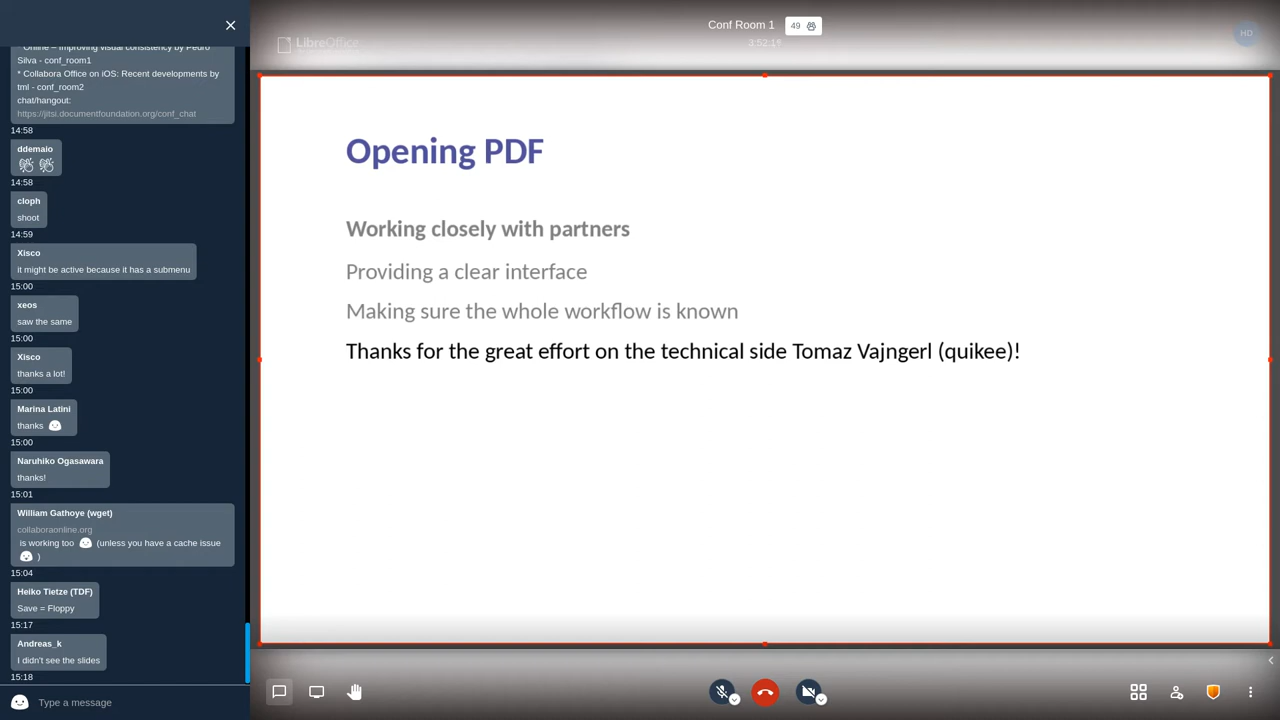 Online – Improving visual consistency by Pedro
Silva - conf_room1
* Collabora Office on iOS: Recent developments by
tml - conf_room2
chat/hangout:
https://jitsi.documentfoundation.org/conf_chat
14:58
ddemaio
14:58
cloph
shoot
14:59
Xisco
it might be active because it has a submenu
15:00
xeos
saw the same
15:00
Xisco
thanks a lot!
15:00
Marina Latini
thanks
15:00
Naruhiko Ogasawara
thanks!
15:01
William Gathoye (wget)
collaboraonline.org
is working too (unless you have a cache issue
)
15:04
Heiko Tietze (TDF)
Save = Floppy
15:17
Andreas_k
I didn't see the slides
15:18
Type a message
Conf Room 1 49
LibreOffice
HD
Opening PDF
Working closely with partners
Providing a clear interface
Making sure the whole workflow is known
Thanks for the great effort on the technical side Tomaz Vajngerl (quikee)!